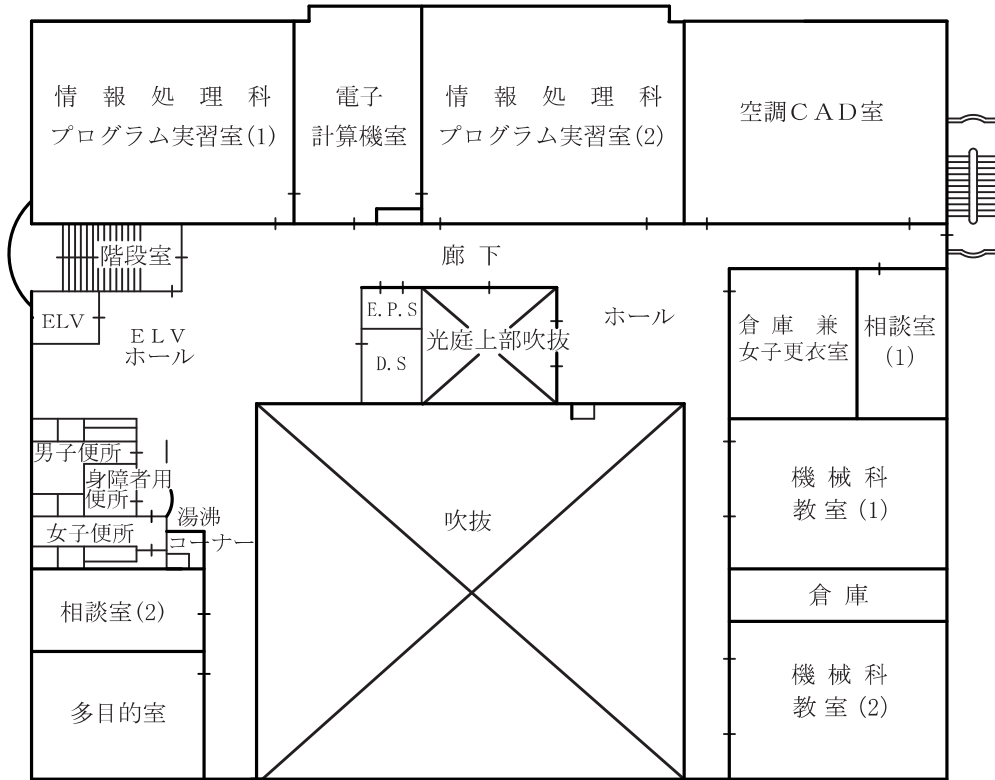 情報処理科
プログラム実習室(1)
電子
計算機室
情報処理科
プログラム実習室(2)
空調CAD室
階段室
廊下
ELV
ELV
ホール
E.P.S
D.S
光庭上部吹抜
ホール
倉庫兼
女子更衣室
相談室
(1)
男子便所
身障者用
便所
女子便所
湯沸
コーナー
吹抜
機械科
教室(1)
倉庫
相談室(2)
多目的室
機械科
教室(2)